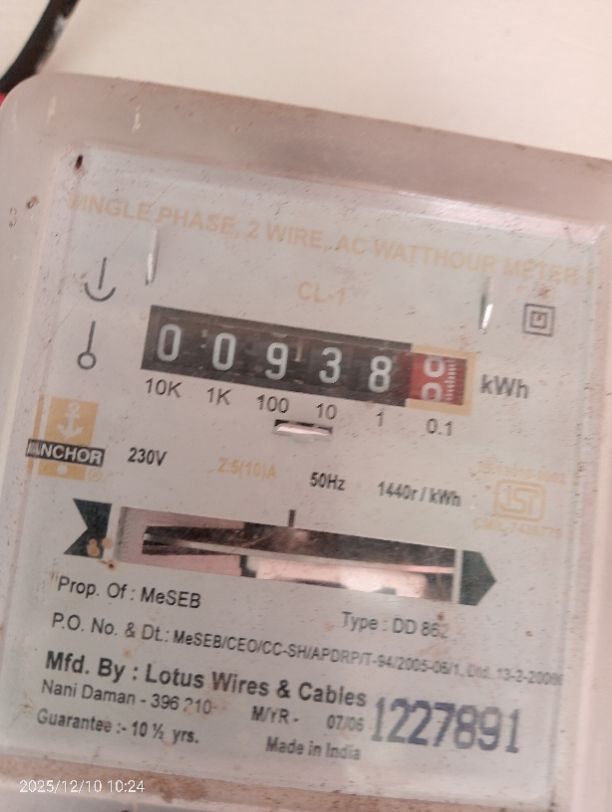 SINGLE PHASE, 2 WIRE, AC WATTHOUR METER
CL-1
0 0 9 3 8 kWh
10K 1K 100 10 1 0.1
ANCHOR
230V 2.5(10)A 50Hz 1440r/kWh
Prop. Of : MeSEB
Type : DD 862
P.O. No. & Dt.: MeSEB/CEO/CC-SH/APDRP/T-94/2005-06/1, Dtd. 13-2-2006
Mfd. By : Lotus Wires & Cables
Nani Daman - 396 210
M/YR - 07/06
1227891
Guarantee :- 10 ½ yrs.
Made in India
2025/12/10 10:24